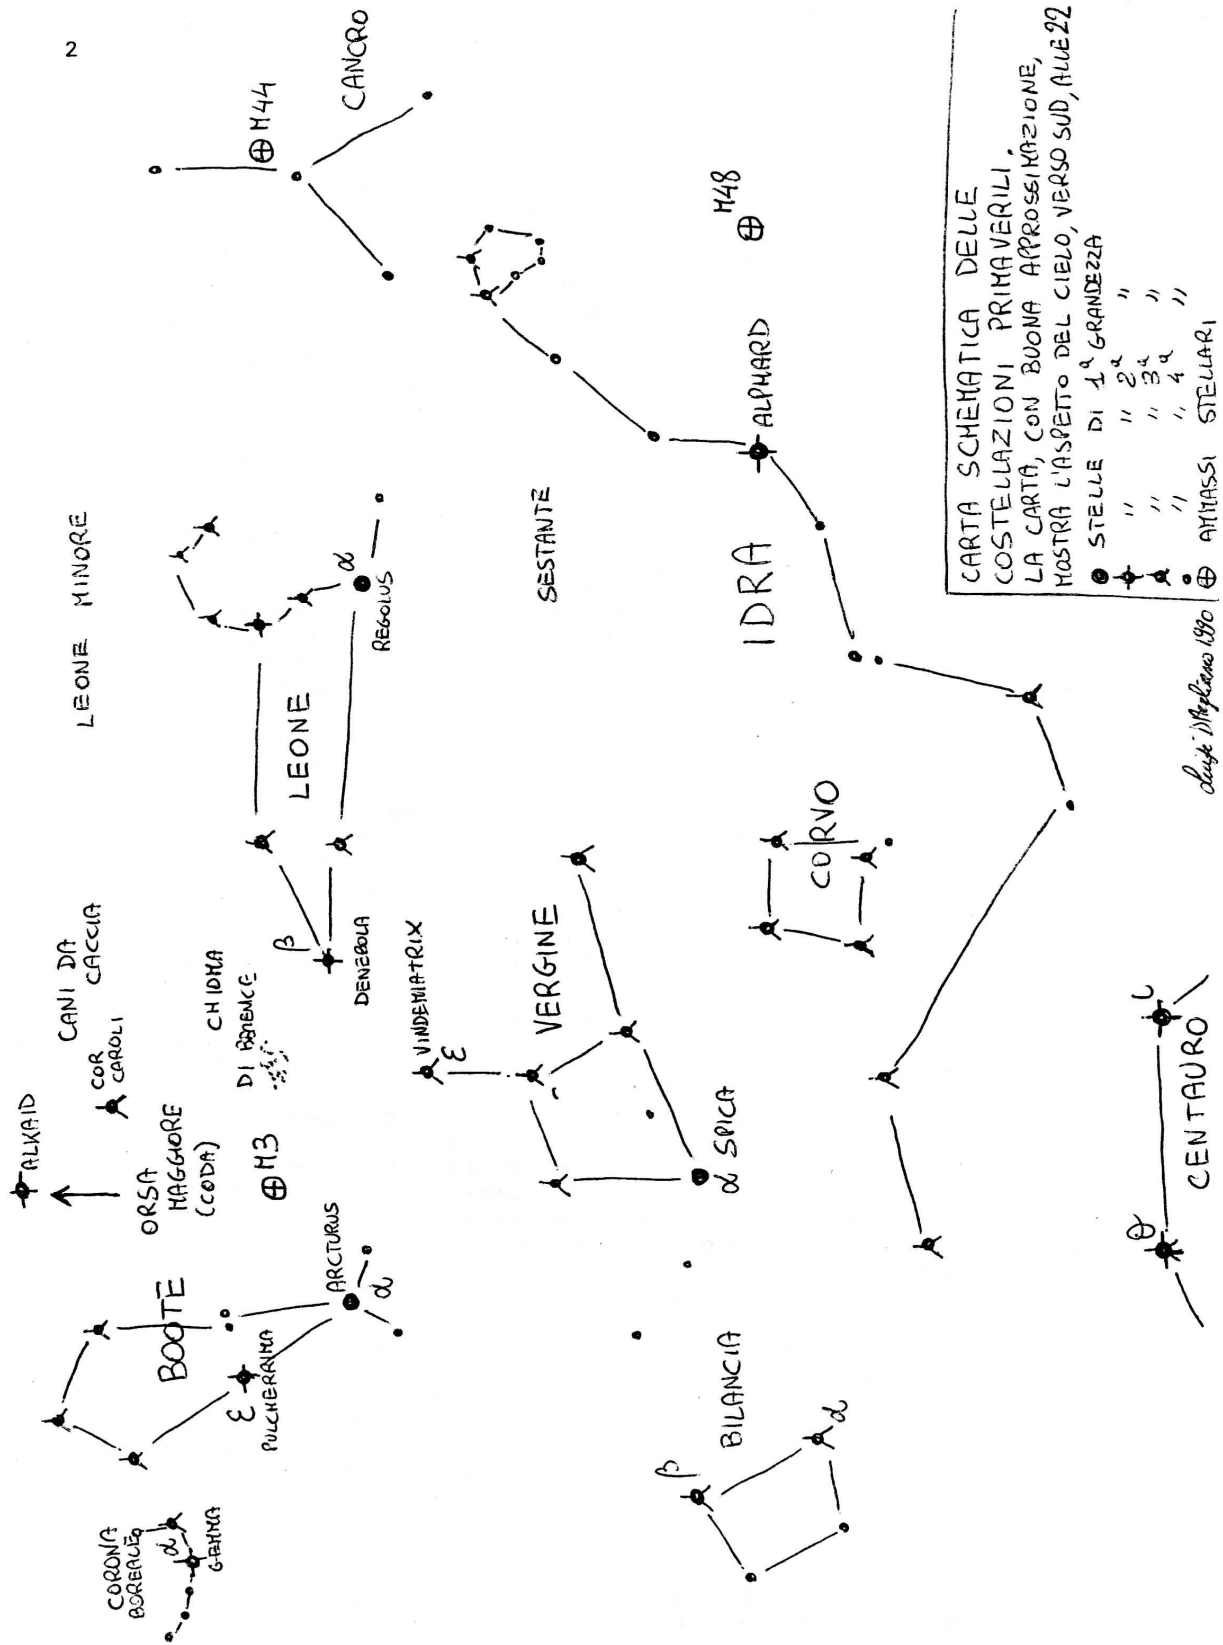 2
CORONA
BOREALE
α
GEMMA
BOOTE
ε
PULCHERRIMA
ARCTURUS
α
ALKAID
ORSA
MAGGIORE
(CODA)
COR
CAROLI
CANI DA
CACCIA
⊕ M3
CHIOMA
DI BERENICE
LEONE MINORE
LEONE
β
DENEBOLA
α
REGOLUS
⊕ M44
CANCRO
VINDEMIATRIX
ε
VERGINE
α SPICA
SESTANTE
M48
⊕
ALPHARD
IDRA
CORVO
BILANCIA
β
α
θ
ι
CENTAURO
CARTA SCHEMATICA DELLE
COSTELLAZIONI PRIMAVERILI.
LA CARTA, CON BUONA APPROSSIMAZIONE,
MOSTRA L'ASPETTO DEL CIELO, VERSO SUD, ALLE 22
STELLE DI 1ª GRANDEZZA
" " 2ª "
" " 3ª "
" " 4ª "
⊕ AMMASSI STELLARI
Luigi 1990